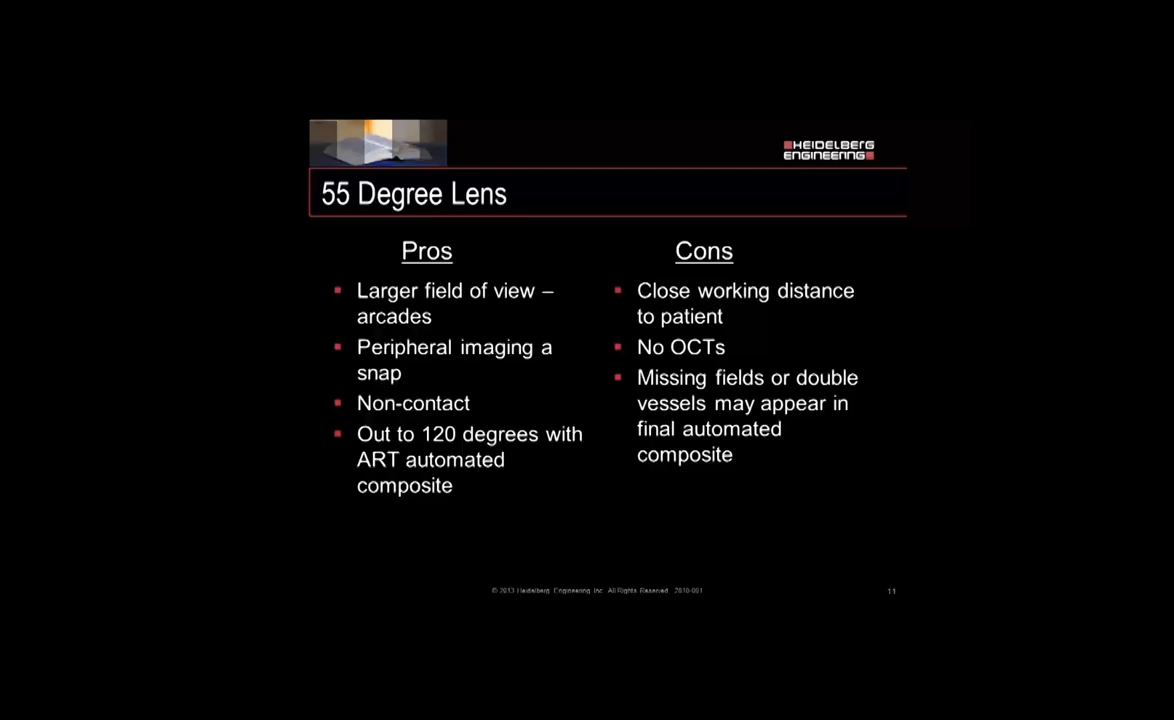 HEIDELBERG
ENGINEERING
55 Degree Lens
Pros
Larger field of view –
arcades
Peripheral imaging a
snap
Non-contact
Out to 120 degrees with
ART automated
composite
Cons
Close working distance
to patient
No OCTs
Missing fields or double
vessels may appear in
final automated
composite
© 2013 Heidelberg Engineering Inc. All Rights Reserved. 2010-001
11